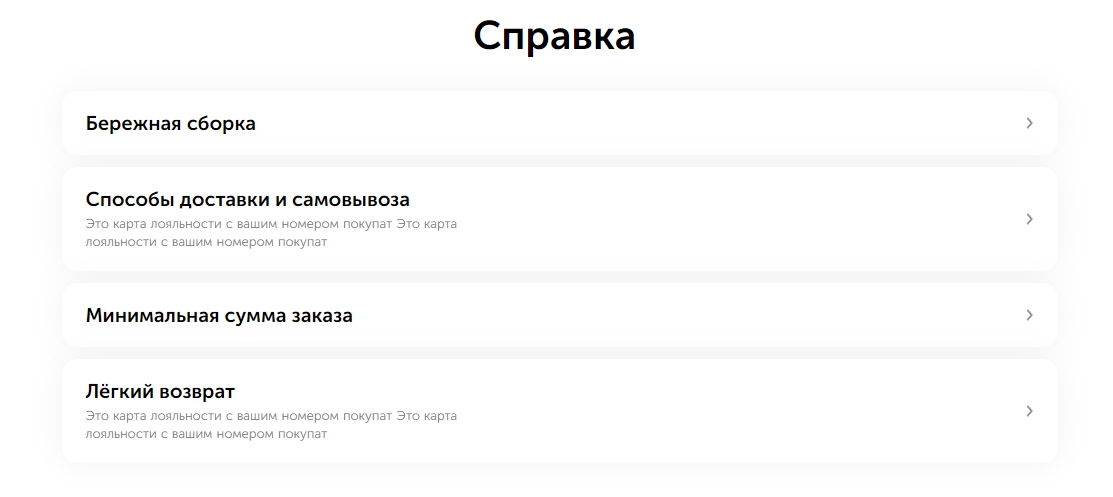 Справка
Бережная сборка
Способы доставки и самовывоза
Это карта лояльности с вашим номером покупат Это карта
лояльности с вашим номером покупат
Минимальная сумма заказа
Лёгкий возврат
Это карта лояльности с вашим номером покупат Это карта
лояльности с вашим номером покупат